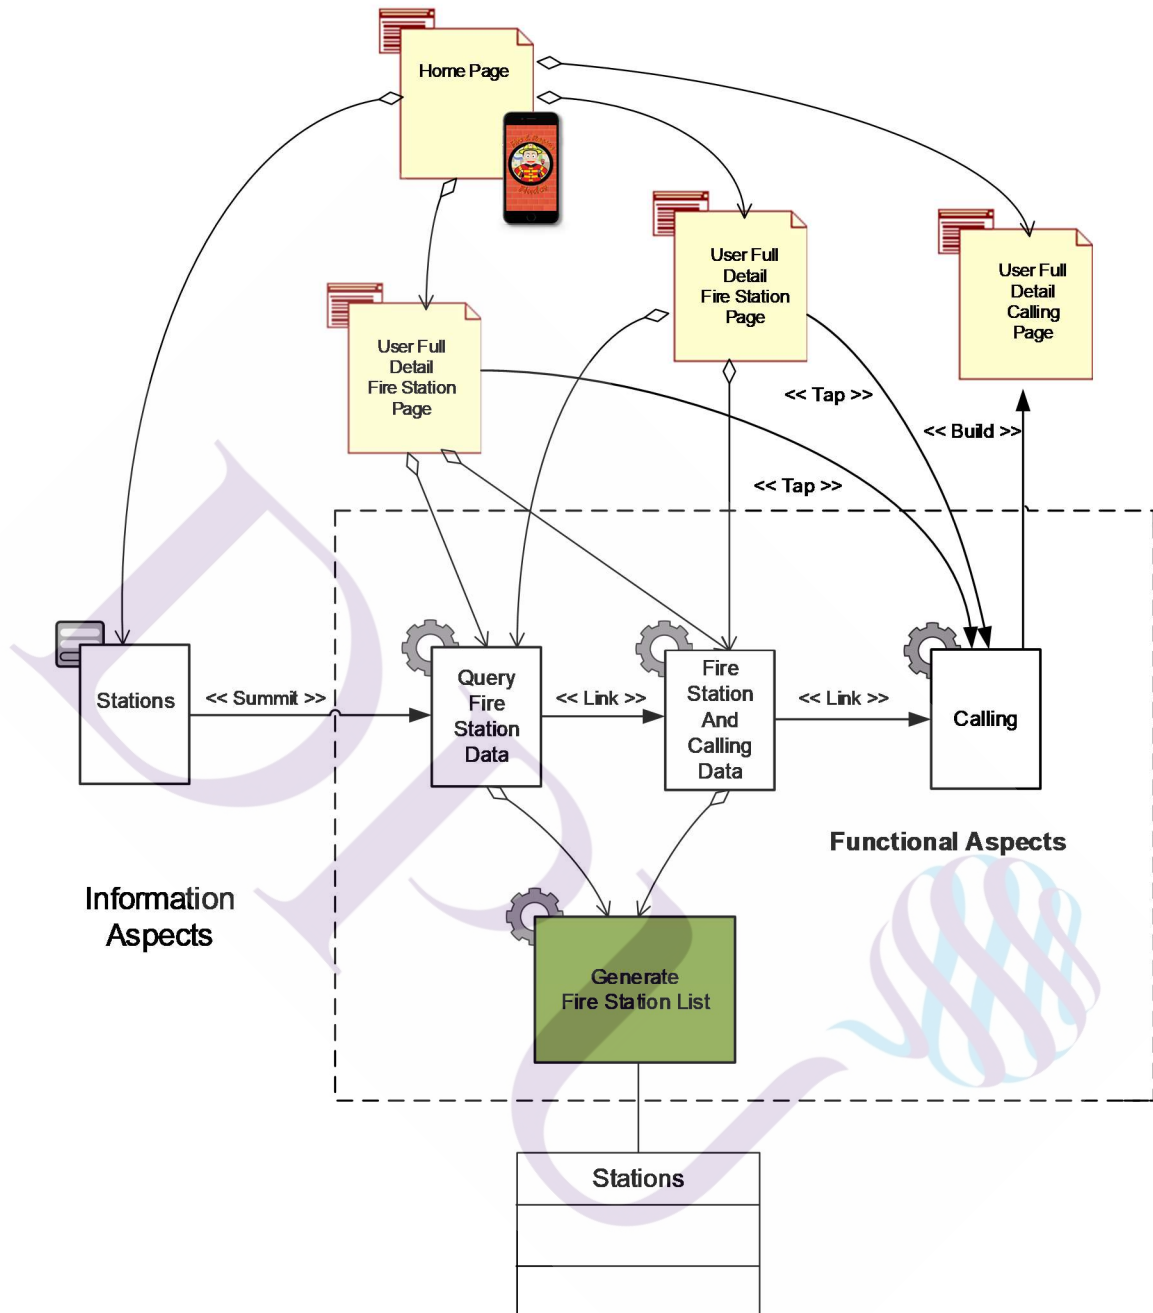 Home Page
User Full
Detail
Fire Station
Page
User Full
Detail
Calling
Page
User Full
Detail
Fire Station
Page
<< Tap >>
<< Build >>
<< Tap >>
Stations
<< Summit >>
Query
Fire
Station
Data
<< Link >>
Fire
Station
And
Calling
Data
<< Link >>
Calling
Functional Aspects
Information
Aspects
Generate
Fire Station List
Stations
DPU